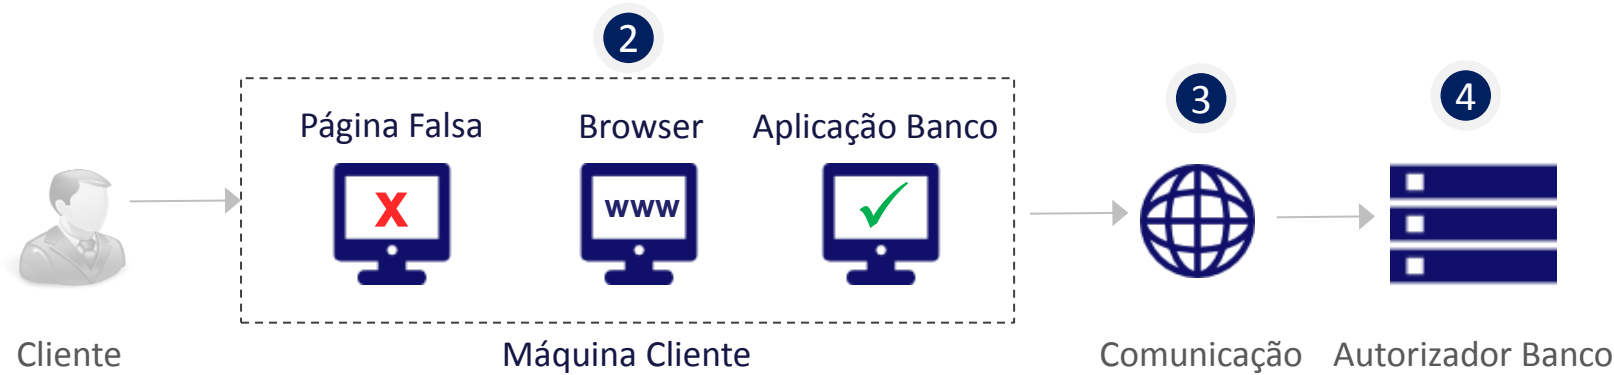 2
3
4
Página Falsa
Browser
Aplicação Banco
X
www
Cliente
Máquina Cliente
Comunicação
Autorizador Banco